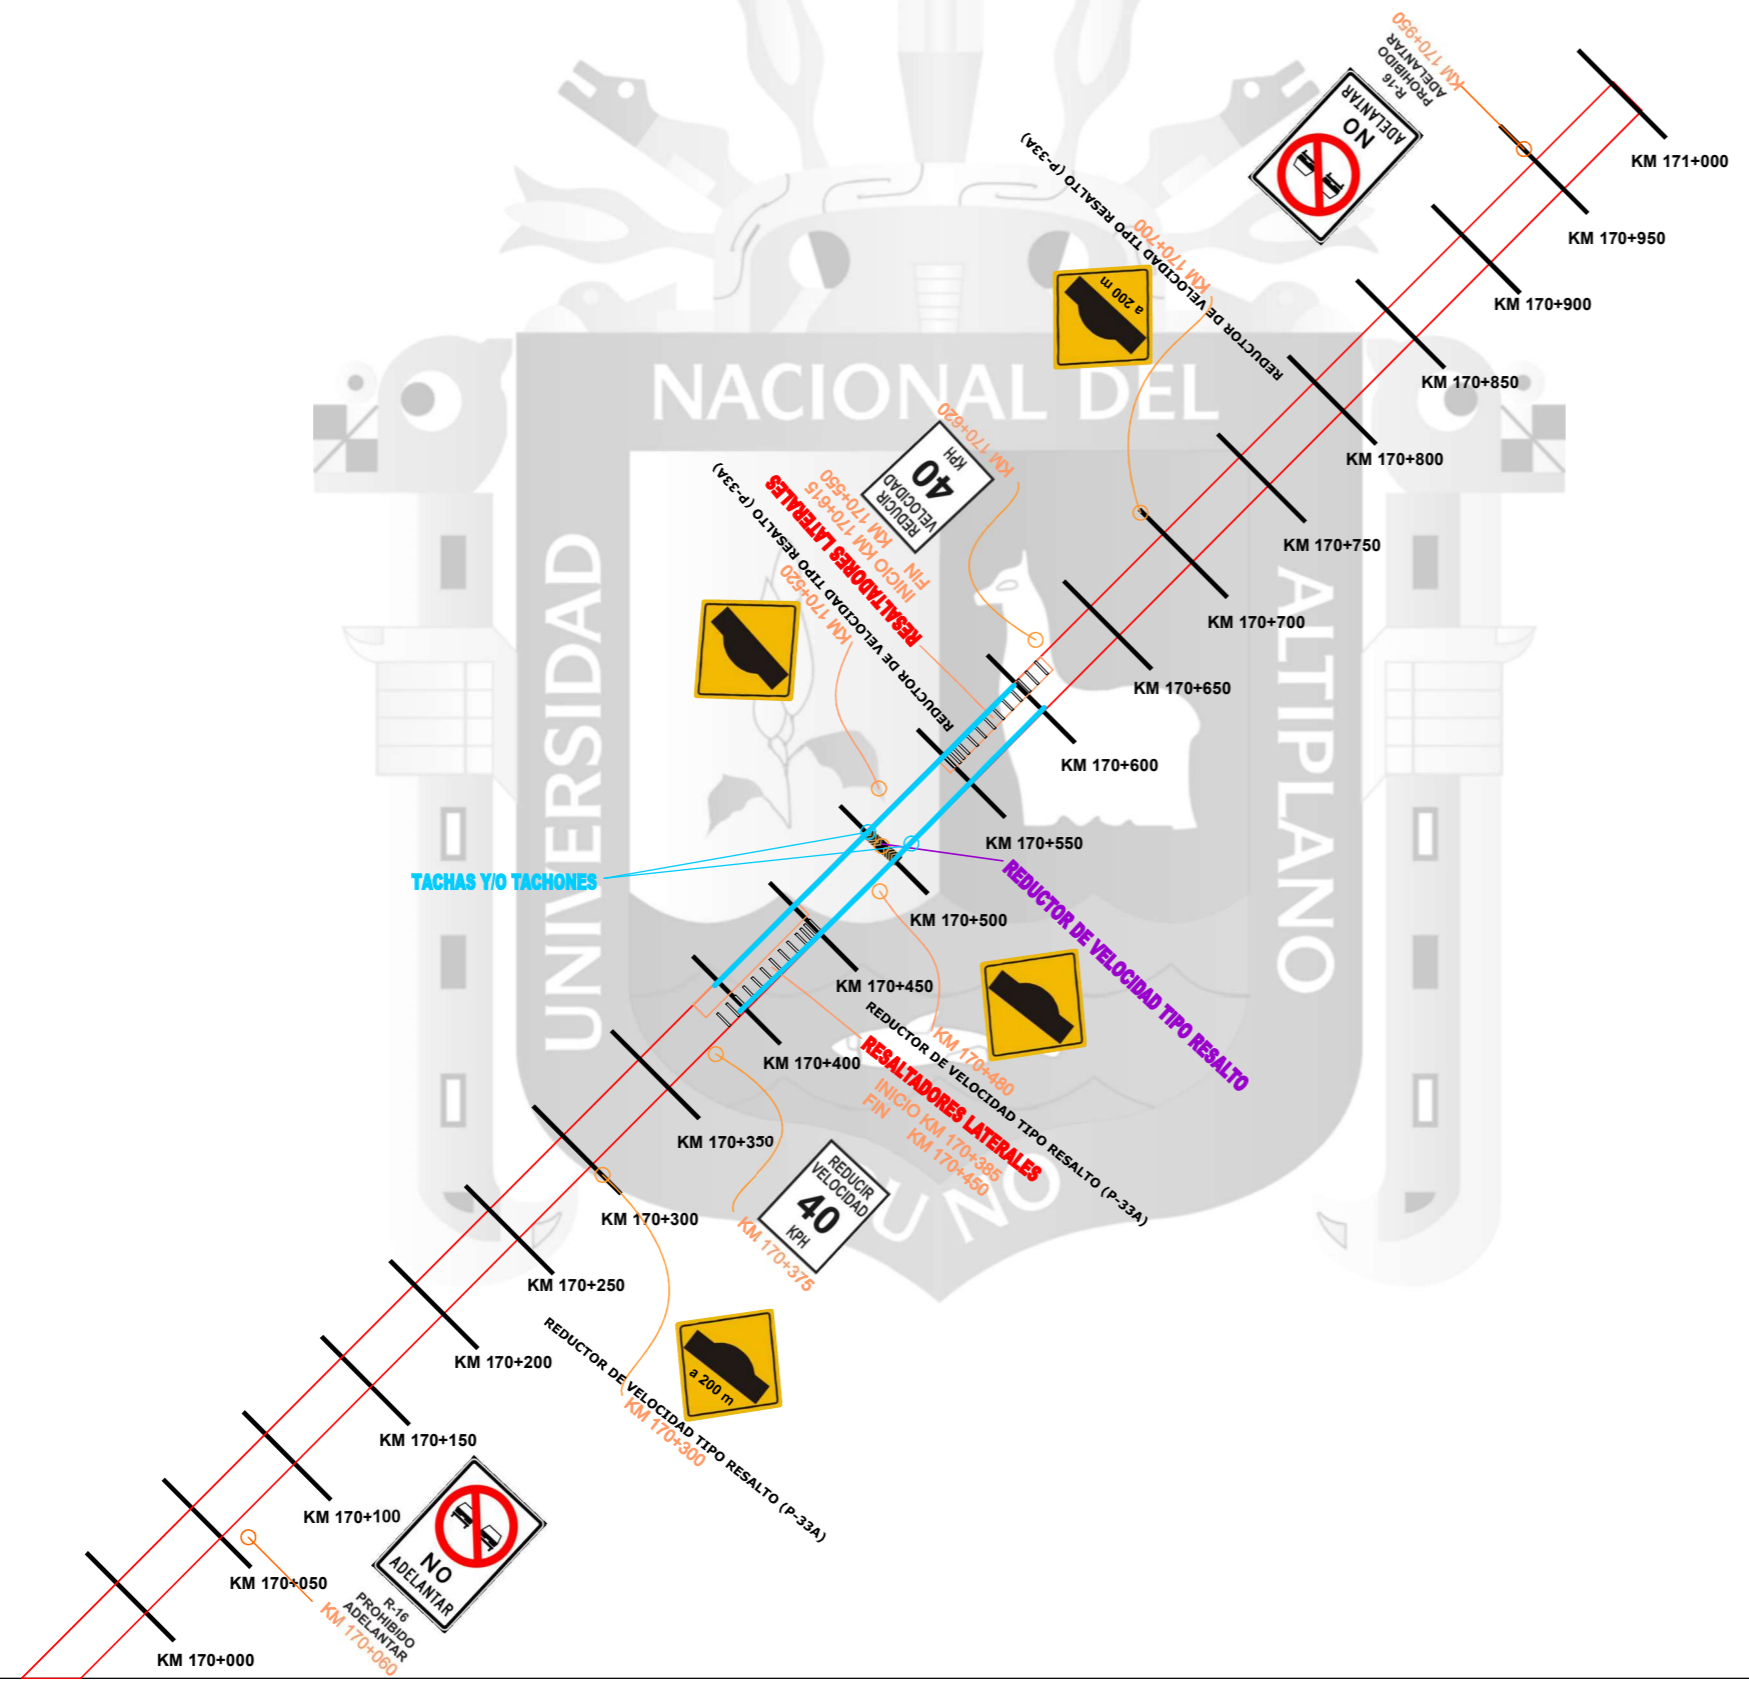 KM 170+950
R-16
PROHIBIDO
ADELANTAR
NO
ADELANTAR
KM 171+000
KM 170+950
KM 170+900
KM 170+850
KM 170+800
KM 170+750
KM 170+700
KM 170+650
KM 170+600
KM 170+550
KM 170+500
KM 170+450
KM 170+400
KM 170+350
KM 170+300
KM 170+250
KM 170+200
KM 170+150
KM 170+100
KM 170+050
KM 170+000
REDUCTOR DE VELOCIDAD TIPO RESALTO (P-33A)
KM 170+700
a 200 m
KM 170+620
REDUCIR
VELOCIDAD
40
KPH
RESALTADORES LATERALES
INICIO KM 170+615
FIN KM 170+550
REDUCTOR DE VELOCIDAD TIPO RESALTO (P-33A)
KM 170+520
TACHAS Y/O TACHONES
REDUCTOR DE VELOCIDAD TIPO RESALTO
KM 170+480
REDUCTOR DE VELOCIDAD TIPO RESALTO (P-33A)
RESALTADORES LATERALES
INICIO KM 170+385
FIN KM 170+450
REDUCIR
VELOCIDAD
40
KPH
KM 170+375
a 200 m
REDUCTOR DE VELOCIDAD TIPO RESALTO (P-33A)
KM 170+300
NO
ADELANTAR
R-16
PROHIBIDO
ADELANTAR
KM 170+060
UNIVERSIDAD
NACIONAL DEL
ALTIPLANO
UNO